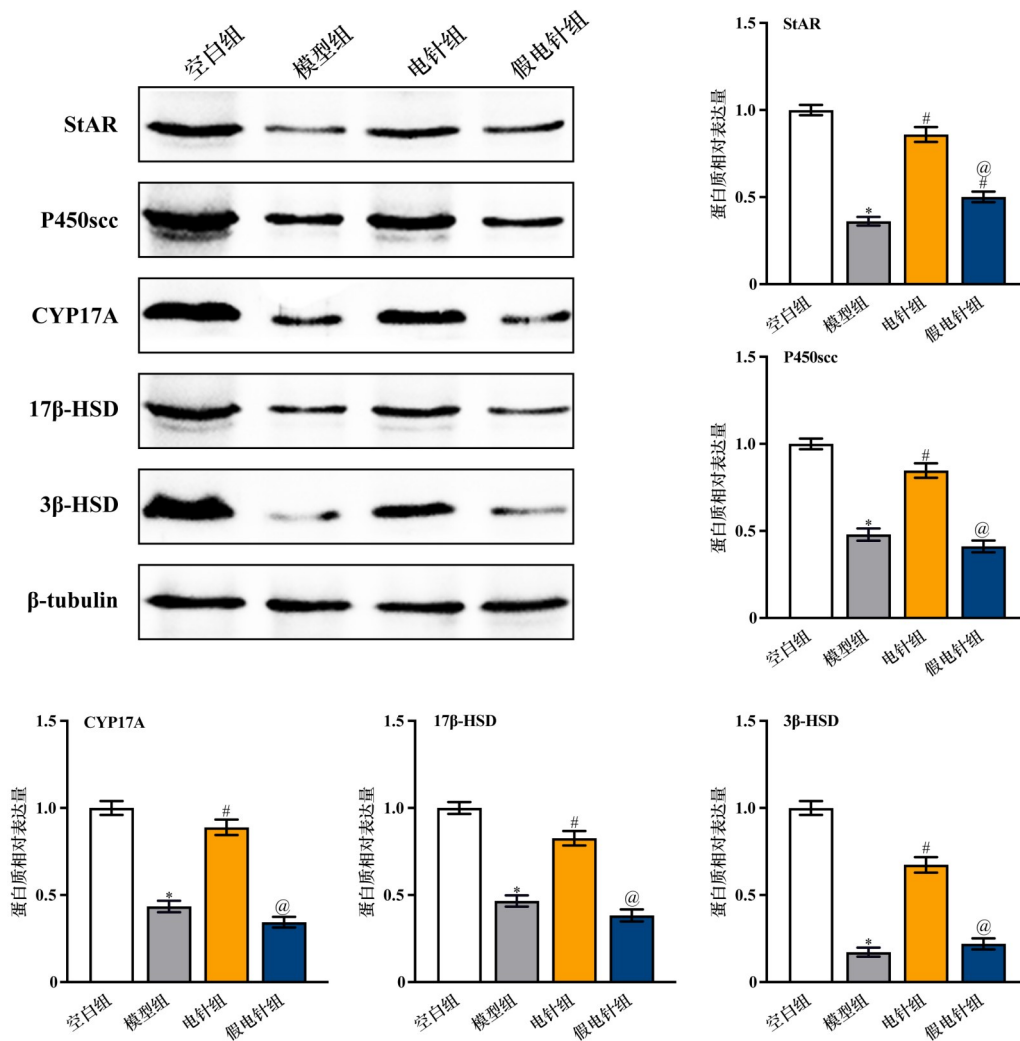 空白组
模型组
电针组
假电针组
StAR
P450scc
CYP17A
17β-HSD
3β-HSD
β-tubulin
StAR
蛋白质相对表达量
1.5
1.0
0.5
0
*
#
@
#
空白组
模型组
电针组
假电针组
P450scc
蛋白质相对表达量
1.5
1.0
0.5
0
*
#
@
空白组
模型组
电针组
假电针组
CYP17A
蛋白质相对表达量
1.5
1.0
0.5
0
*
#
@
空白组
模型组
电针组
假电针组
17β-HSD
蛋白质相对表达量
1.5
1.0
0.5
0
*
#
@
空白组
模型组
电针组
假电针组
3β-HSD
蛋白质相对表达量
1.5
1.0
0.5
0
*
#
@
空白组
模型组
电针组
假电针组